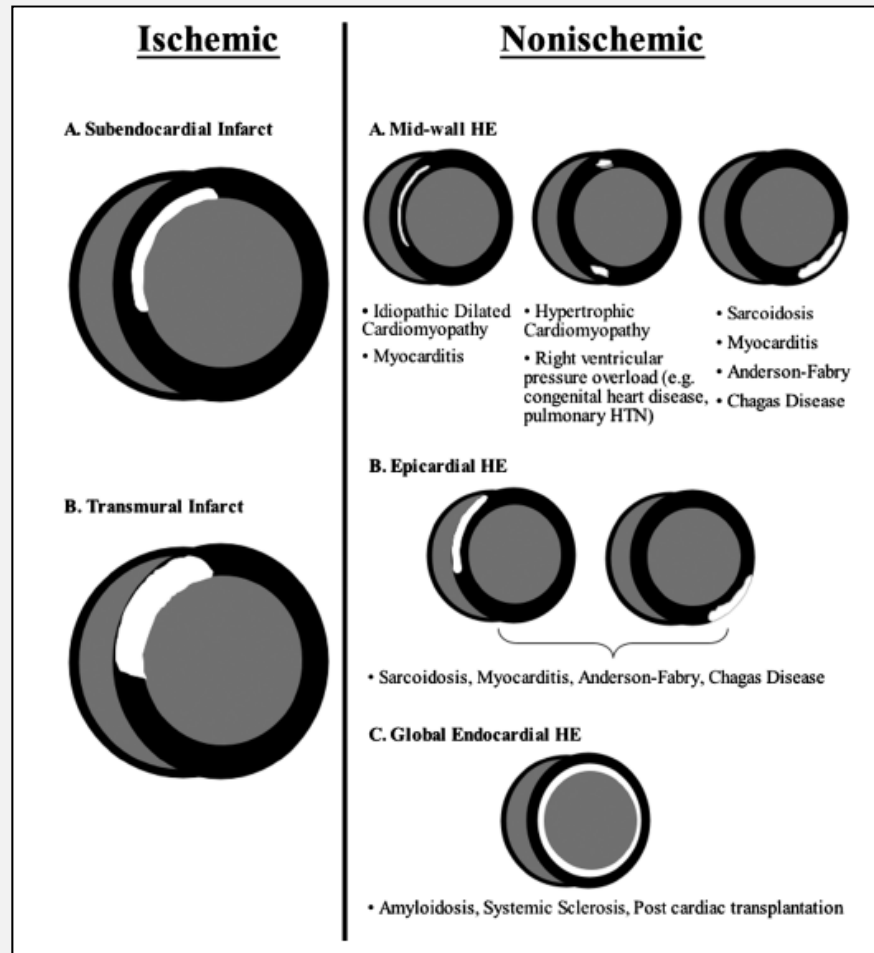 Ischemic
Nonischemic
A. Subendocardial Infarct
B. Transmural Infarct
A. Mid-wall HE
• Idiopathic Dilated
Cardiomyopathy
• Myocarditis
• Hypertrophic
Cardiomyopathy
• Right ventricular
pressure overload (e.g.
congenital heart disease,
pulmonary HTN)
• Sarcoidosis
• Myocarditis
• Anderson-Fabry
• Chagas Disease
B. Epicardial HE
• Sarcoidosis, Myocarditis, Anderson-Fabry, Chagas Disease
C. Global Endocardial HE
• Amyloidosis, Systemic Sclerosis, Post cardiac transplantation